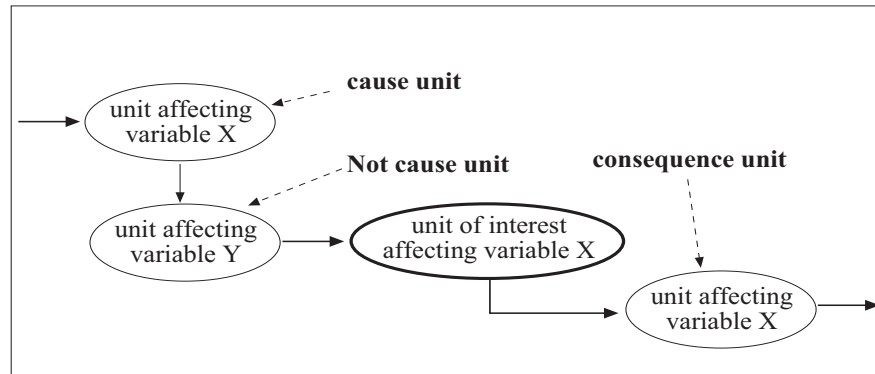 cause unit
unit affecting
variable X
Not cause unit
consequence unit
unit affecting
variable Y
unit of interest
affecting variable X
unit affecting
variable X